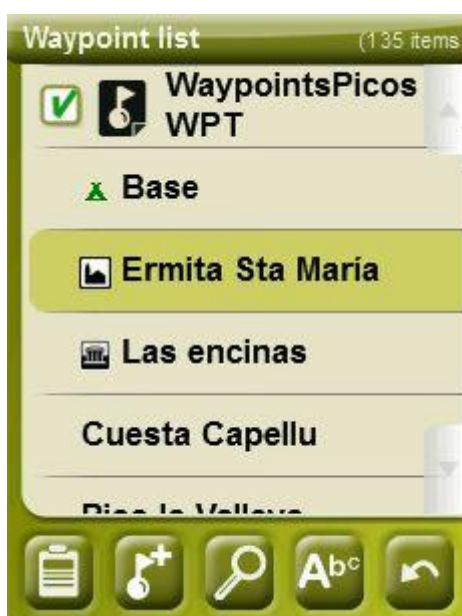 Waypoint list
(135 items
WaypointsPicos
WPT
Base
Ermita Sta María
Las encinas
Cuesta Capellu
Abc